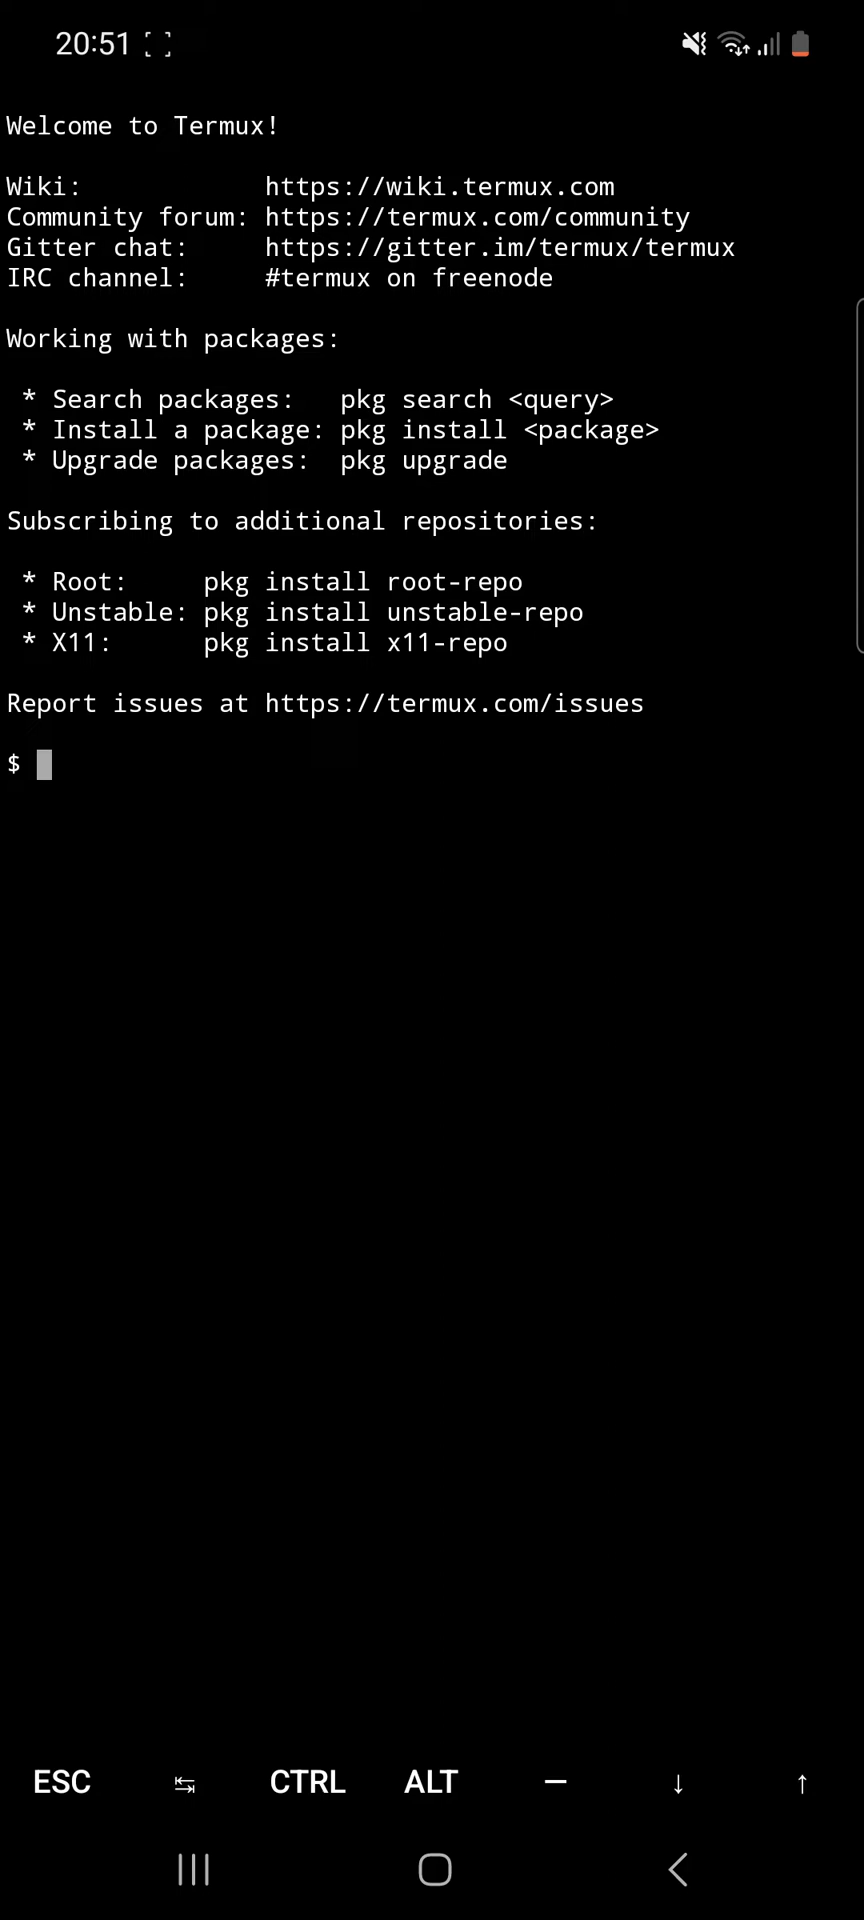 20:51
Welcome to Termux!
Wiki: https://wiki.termux.com
Community forum: https://termux.com/community
Gitter chat: https://gitter.im/termux/termux
IRC channel: #termux on freenode
Working with packages:
* Search packages: pkg search <query>
* Install a package: pkg install <package>
* Upgrade packages: pkg upgrade
Subscribing to additional repositories:
* Root: pkg install root-repo
* Unstable: pkg install unstable-repo
* X11: pkg install x11-repo
Report issues at https://termux.com/issues
$
ESC ↹ CTRL ALT — ↓ ↑